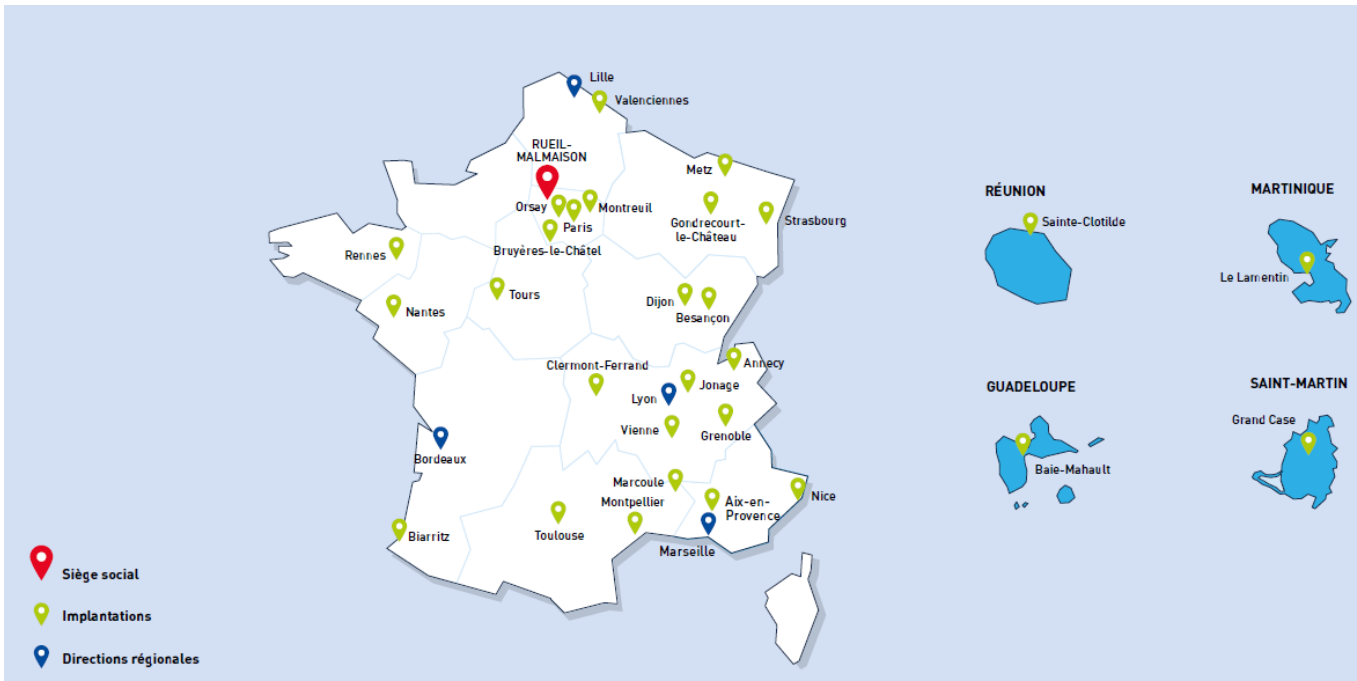 Lille
Valenciennes
RUEIL-
MALMAISON
Metz
Orsay
Montreuil
Paris
Gondrecourt-
le-Château
Strasbourg
Bruyères-le-Châtel
Rennes
Tours
Nantes
Dijon
Besançon
Annecy
Clermont-Ferrand
Jonage
Lyon
Vienne
Grenoble
Bordeaux
Marcoule
Montpellier
Aix-en-
Provence
Nice
Biarritz
Toulouse
Marseille
RÉUNION
Sainte-Clotilde
MARTINIQUE
Le Lamentin
GUADELOUPE
Baie-Mahault
SAINT-MARTIN
Grand Case
Siège social
Implantations
Directions régionales